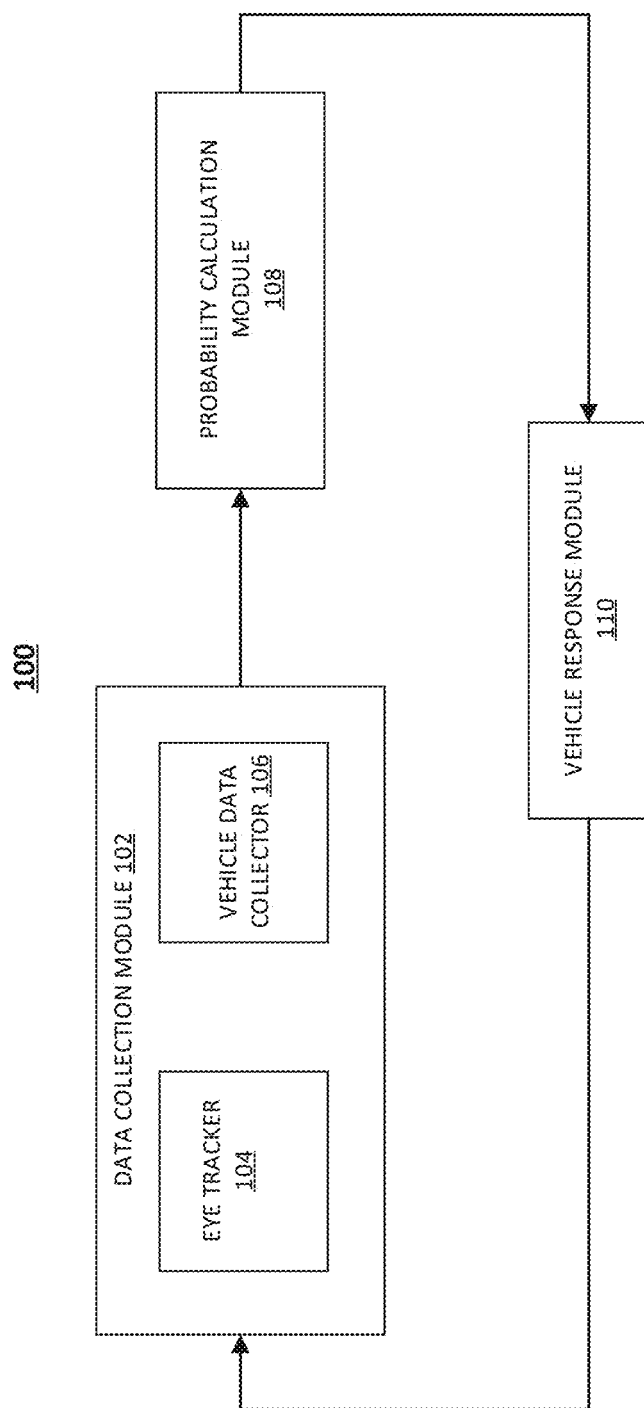 100
DATA COLLECTION MODULE 102
EYE TRACKER
104
VEHICLE DATA
COLLECTOR 106
PROBABILITY CALCULATION
MODULE
108
VEHICLE RESPONSE MODULE
110